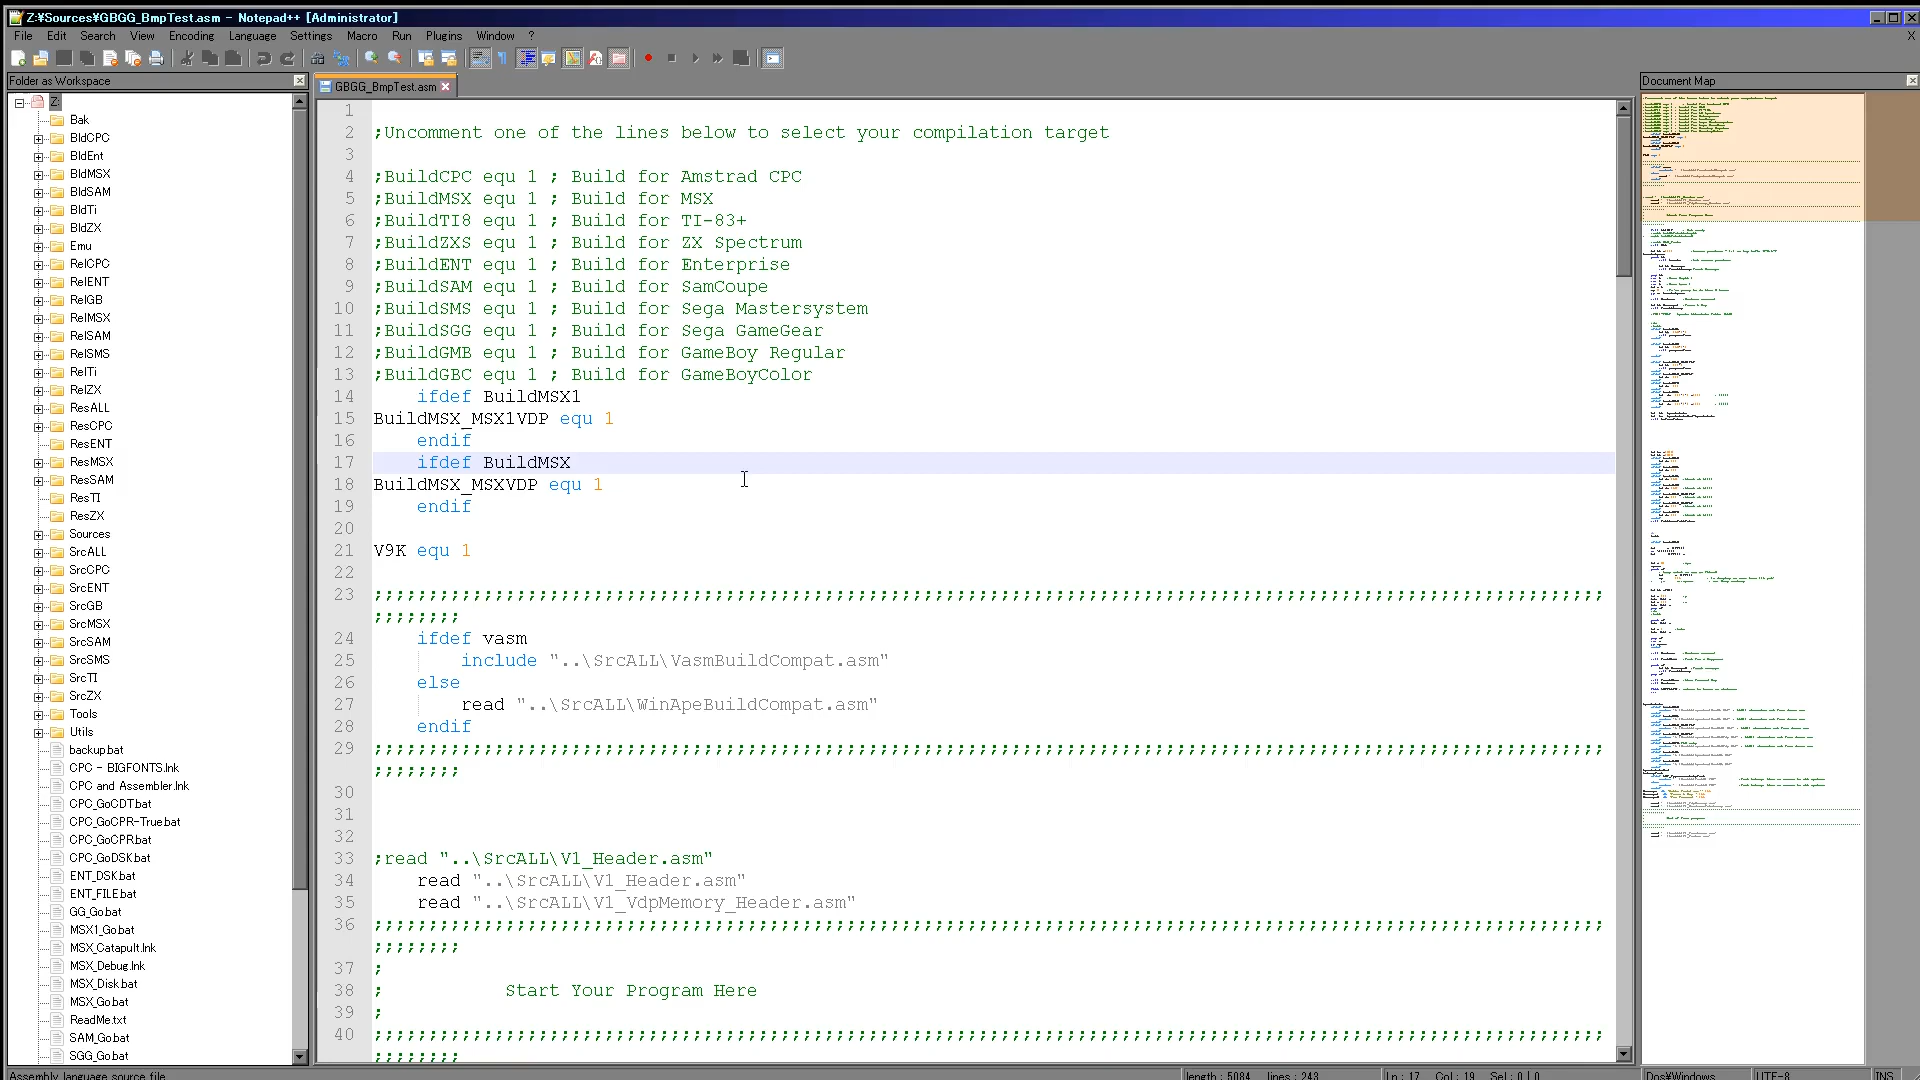 Z:¥Sources¥GBGG_BmpTest.asm - Notepad++ [Administrator]
File Edit Search View Encoding Language Settings Macro Run Plugins Window ? X
Folder as Workspace
GBGG_BmpTest.asm
Document Map
Z:
Bak
BldCPC
BldEnt
BldMSX
BldSAM
BldTi
BldZX
Emu
RelCPC
RelENT
RelGB
RelMSX
RelSAM
RelSMS
RelTi
RelZX
ResALL
ResCPC
ResENT
ResMSX
ResSAM
ResTI
ResZX
Sources
SrcALL
SrcCPC
SrcENT
SrcGB
SrcMSX
SrcSAM
SrcSMS
SrcTI
SrcZX
Tools
Utils
backup.bat
CPC - BIGFONTS.lnk
CPC and Assembler.lnk
CPC_GoCDT.bat
CPC_GoCPR-True.bat
CPC_GoCPR.bat
CPC_GoDSK.bat
ENT_DSK.bat
ENT_FILE.bat
GG_Go.bat
MSX1_Go.bat
MSX_Catapult.lnk
MSX_Debug.lnk
MSX_Disk.bat
MSX_Go.bat
ReadMe.txt
SAM_Go.bat
SGG_Go.bat
1
2 ;Uncomment one of the lines below to select your compilation target
3
4 ;BuildCPC equ 1 ; Build for Amstrad CPC
5 ;BuildMSX equ 1 ; Build for MSX
6 ;BuildTI8 equ 1 ; Build for TI-83+
7 ;BuildZXS equ 1 ; Build for ZX Spectrum
8 ;BuildENT equ 1 ; Build for Enterprise
9 ;BuildSAM equ 1 ; Build for SamCoupe
10 ;BuildSMS equ 1 ; Build for Sega Mastersystem
11 ;BuildSGG equ 1 ; Build for Sega GameGear
12 ;BuildGMB equ 1 ; Build for GameBoy Regular
13 ;BuildGBC equ 1 ; Build for GameBoyColor
14 ifdef BuildMSX1
15 BuildMSX_MSX1VDP equ 1
16 endif
17 ifdef BuildMSX
18 BuildMSX_MSXVDP equ 1
19 endif
20
21 V9K equ 1
22
23 ;;;;;;;;;;;;;;;;;;;;;;;;;;;;;;;;;;;;;;;;;;;;;;;;;;;;;;;;;;;;;;;;;;;;;;;;;;;;;;;;;;;;;;;;;;;;;;;;;;;;;;;;;;;;;;;;
;;;;;;;;
24 ifdef vasm
25 include "..\SrcALL\VasmBuildCompat.asm"
26 else
27 read "..\SrcALL\WinApeBuildCompat.asm"
28 endif
29 ;;;;;;;;;;;;;;;;;;;;;;;;;;;;;;;;;;;;;;;;;;;;;;;;;;;;;;;;;;;;;;;;;;;;;;;;;;;;;;;;;;;;;;;;;;;;;;;;;;;;;;;;;;;;;;;;
;;;;;;;;
30
31
32
33 ;read "..\SrcALL\V1_Header.asm"
34 read "..\SrcALL\V1_Header.asm"
35 read "..\SrcALL\V1_VdpMemory_Header.asm"
36 ;;;;;;;;;;;;;;;;;;;;;;;;;;;;;;;;;;;;;;;;;;;;;;;;;;;;;;;;;;;;;;;;;;;;;;;;;;;;;;;;;;;;;;;;;;;;;;;;;;;;;;;;;;;;;;;;
;;;;;;;;
37 ;
38 ; Start Your Program Here
39 ;
40 ;;;;;;;;;;;;;;;;;;;;;;;;;;;;;;;;;;;;;;;;;;;;;;;;;;;;;;;;;;;;;;;;;;;;;;;;;;;;;;;;;;;;;;;;;;;;;;;;;;;;;;;;;;;;;;;;
;;;;;;;;
Assembly language source file length : 5084 lines : 243 Ln : 17 Col : 19 Sel : 0 | 0 Dos¥Windows UTF-8 INS